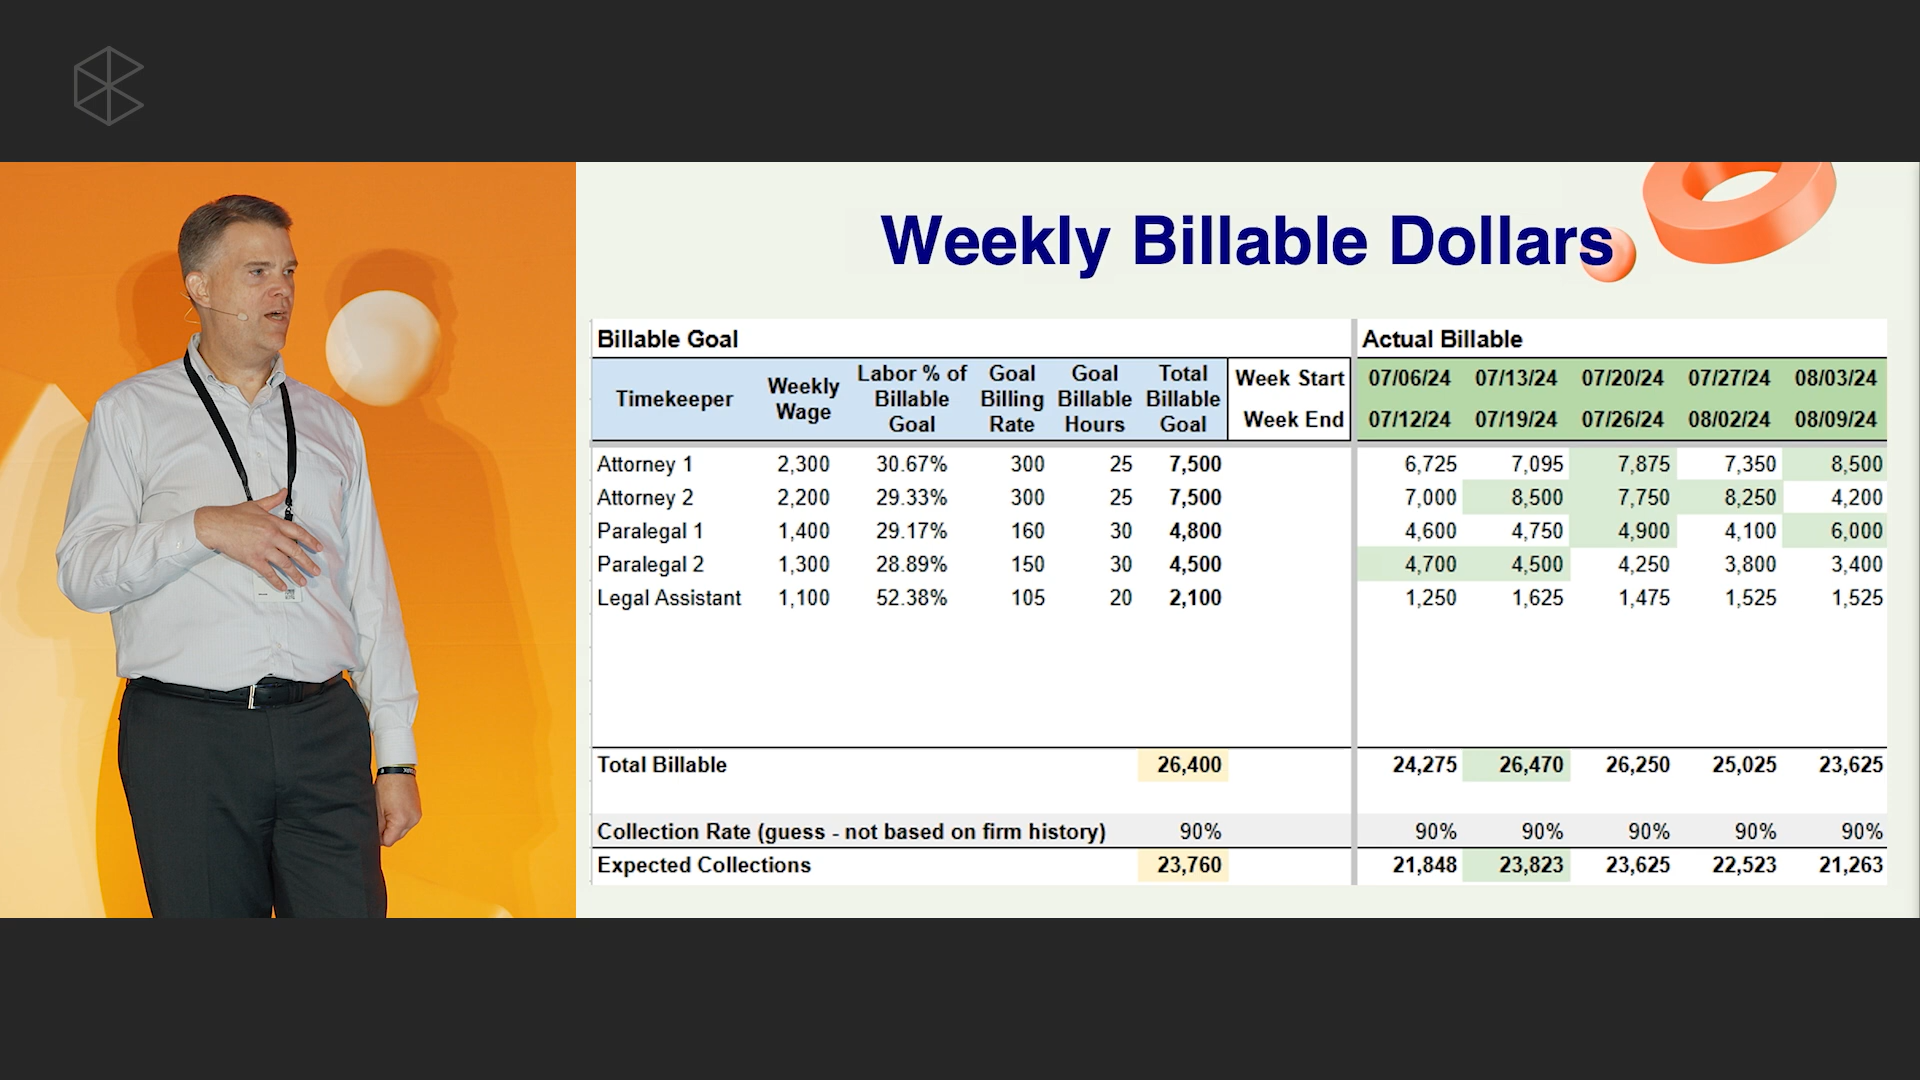 Weekly Billable Dollars
Billable Goal
Actual Billable
Timekeeper Weekly Wage Labor % of Billable Goal Goal Billing Rate Goal Billable Hours Total Billable Goal
Week Start 07/06/24 07/13/24 07/20/24 07/27/24 08/03/24
Week End 07/12/24 07/19/24 07/26/24 08/02/24 08/09/24
Attorney 1 2,300 30.67% 300 25 7,500 6,725 7,095 7,875 7,350 8,500
Attorney 2 2,200 29.33% 300 25 7,500 7,000 8,500 7,750 8,250 4,200
Paralegal 1 1,400 29.17% 160 30 4,800 4,600 4,750 4,900 4,100 6,000
Paralegal 2 1,300 28.89% 150 30 4,500 4,700 4,500 4,250 3,800 3,400
Legal Assistant 1,100 52.38% 105 20 2,100 1,250 1,625 1,475 1,525 1,525
Total Billable 26,400 24,275 26,470 26,250 25,025 23,625
Collection Rate (guess - not based on firm history) 90% 90% 90% 90% 90% 90%
Expected Collections 23,760 21,848 23,823 23,625 22,523 21,263